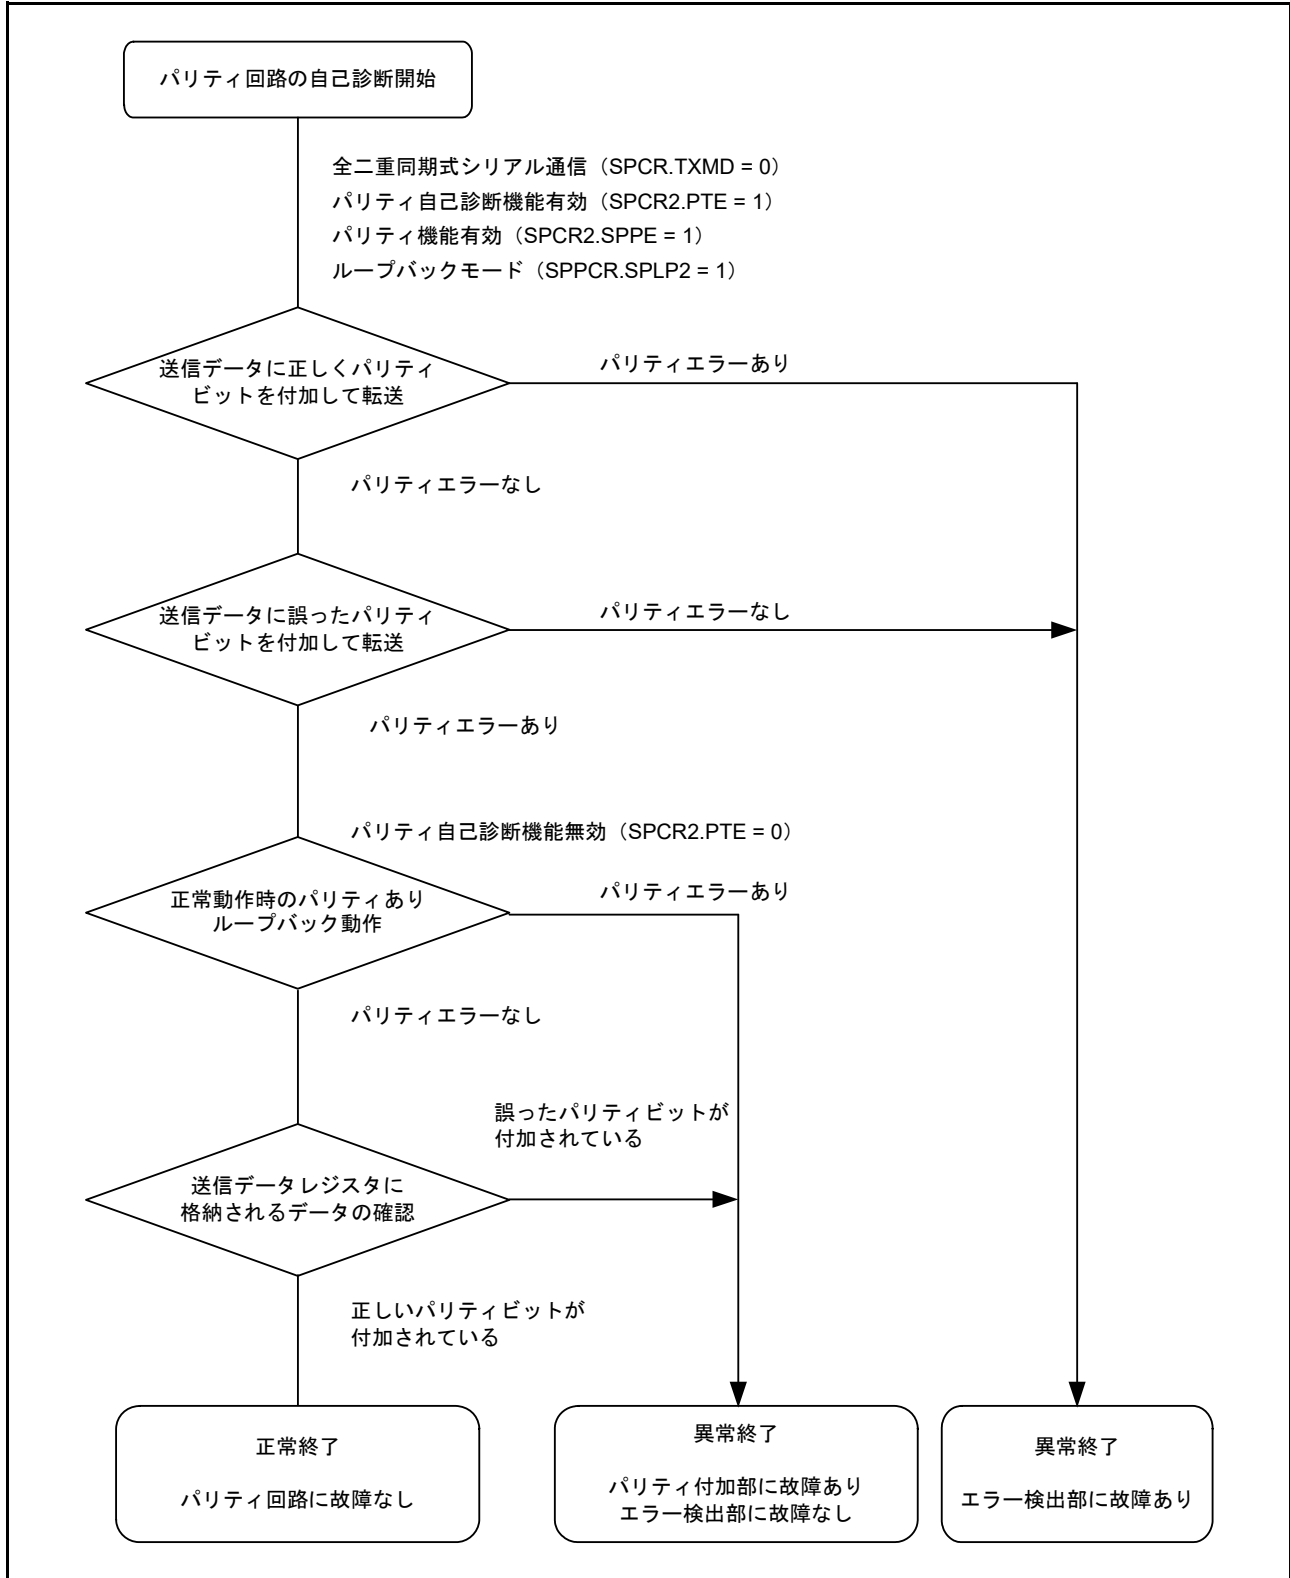 パリティ回路の自己診断開始
全二重同期式シリアル通信（SPCR.TXMD = 0）
パリティ自己診断機能有効（SPCR2.PTE = 1）
パリティ機能有効（SPCR2.SPPE = 1）
ループバックモード（SPPCR.SPLP2 = 1）
送信データに正しくパリティ
ビットを付加して転送
パリティエラーあり
パリティエラーなし
送信データに誤ったパリティ
ビットを付加して転送
パリティエラーなし
パリティエラーあり
パリティ自己診断機能無効（SPCR2.PTE = 0）
正常動作時のパリティあり
ループバック動作
パリティエラーあり
パリティエラーなし
誤ったパリティビットが
付加されている
送信データレジスタに
格納されるデータの確認
正しいパリティビットが
付加されている
正常終了
パリティ回路に故障なし
異常終了
パリティ付加部に故障あり
エラー検出部に故障なし
異常終了
エラー検出部に故障あり